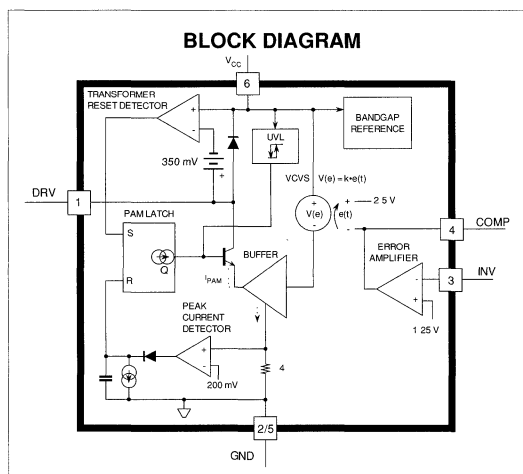 BLOCK DIAGRAM
VCC
6
TRANSFORMER
RESET DETECTOR
+
-
BANDGAP
REFERENCE
UVL
350 mV
+
VCVS V(e) = k•e(t)
DRV
1
+
V(e)
-
+
e(t)
-
2 5 V
4
COMP
PAM LATCH
S
Q
R
IPAM
BUFFER
ERROR
AMPLIFIER
-
+
3
INV
1 25 V
PEAK
CURRENT
DETECTOR
+
-
200 mV
4
2/5
GND